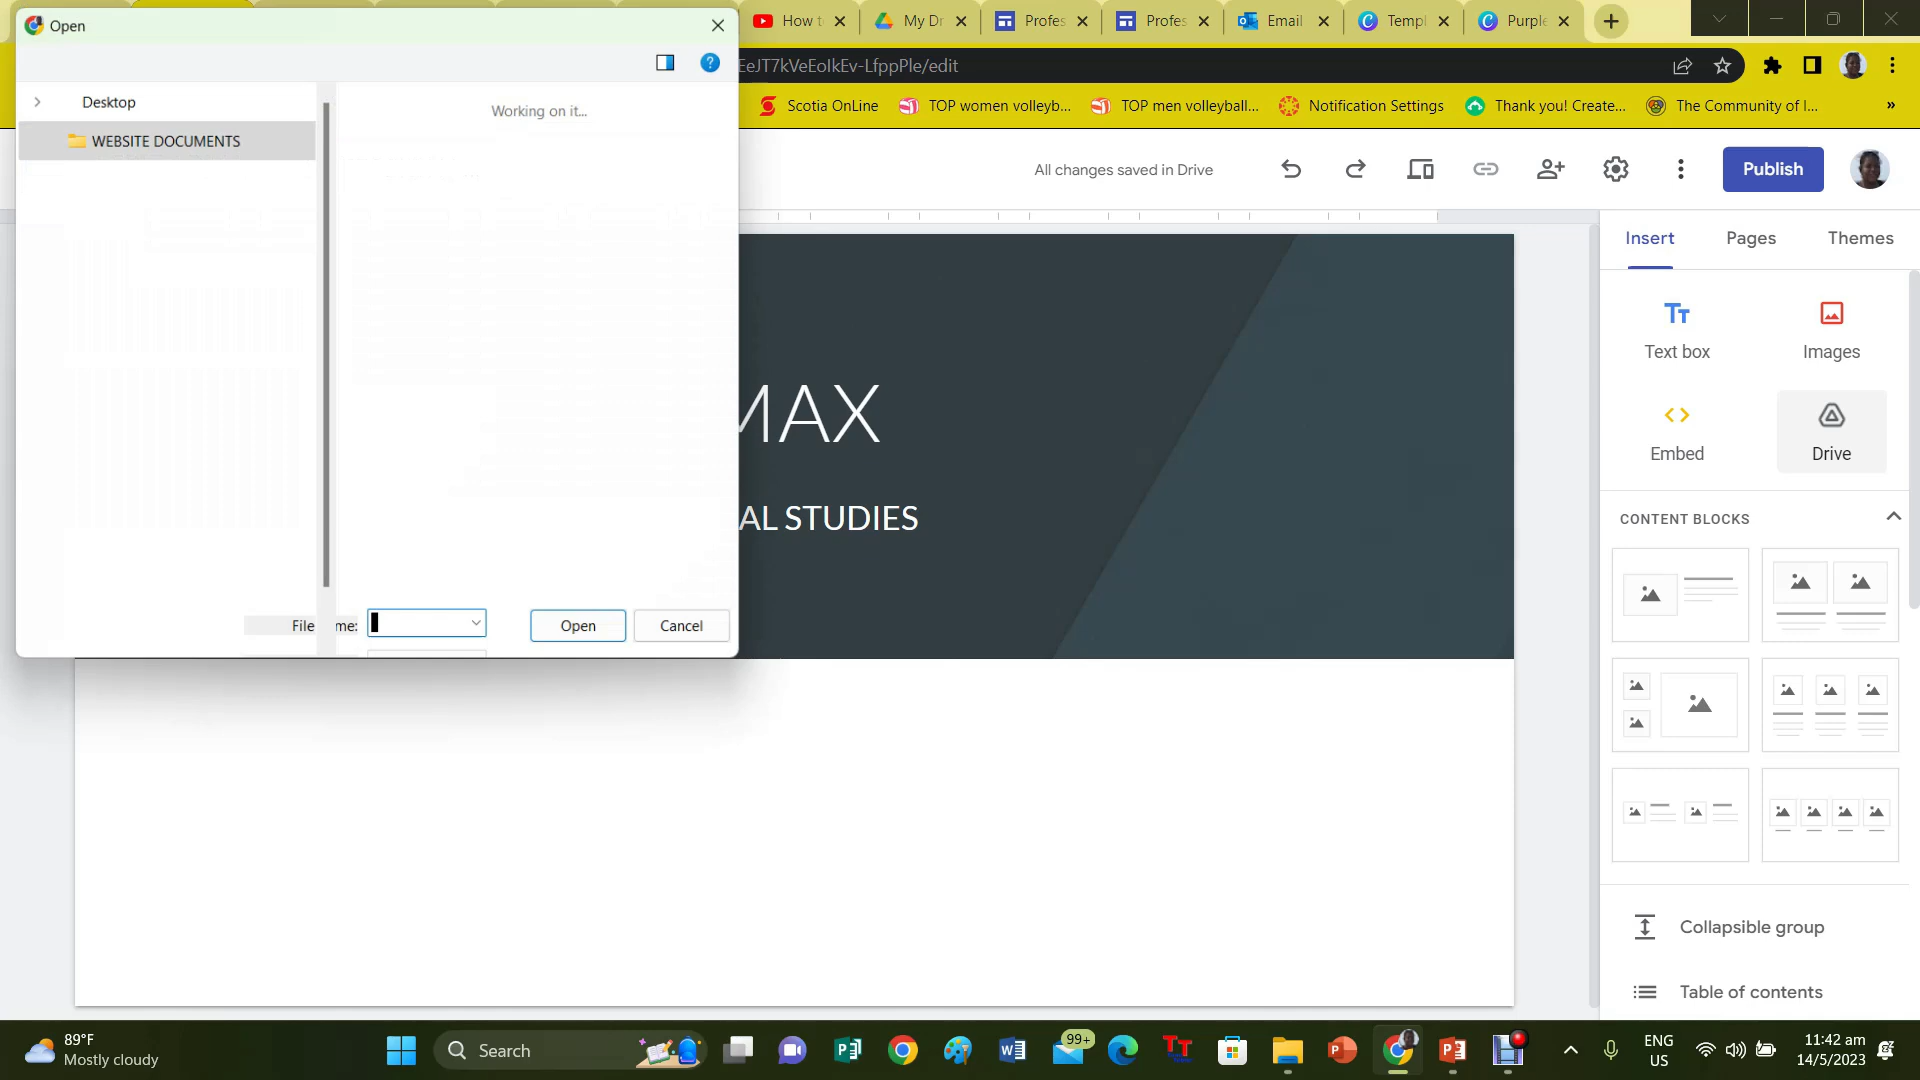 Open
How t
My Dr
Profes
Profes
Email
Templ
Purple
EeJT7kVeEoIkEv-LfppPle/edit
Desktop
Working on it...
Scotia OnLine
TOP women volleyb...
TOP men volleyball...
Notification Settings
Thank you! Create...
The Community of I...
»
WEBSITE DOCUMENTS
All changes saved in Drive
Publish
Insert
Pages
Themes
Text box
Images
MAX
Embed
Drive
AL STUDIES
CONTENT BLOCKS
File
me:
Open
Cancel
Collapsible group
Table of contents
89°F
Mostly cloudy
Search
99+
ENG
US
11:42 am
14/5/2023